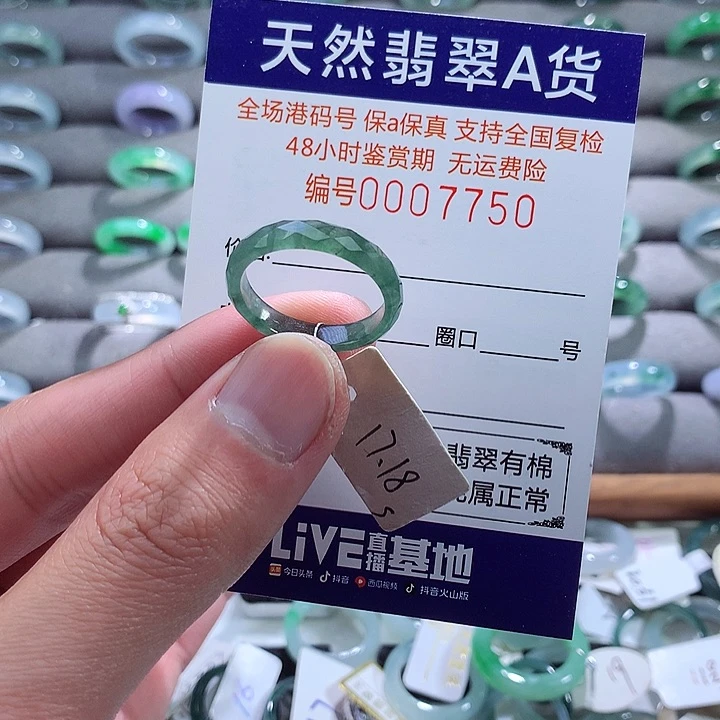 天然翡翠A货
全场港码号 保a保真 支持全国复检
48小时鉴赏期 无运费险
编号0007750
圈口 号
翡翠有棉
属正常
17.18
S
LiVE直播基地
头条 今日头条 抖音 西瓜视频 抖音火山版
19